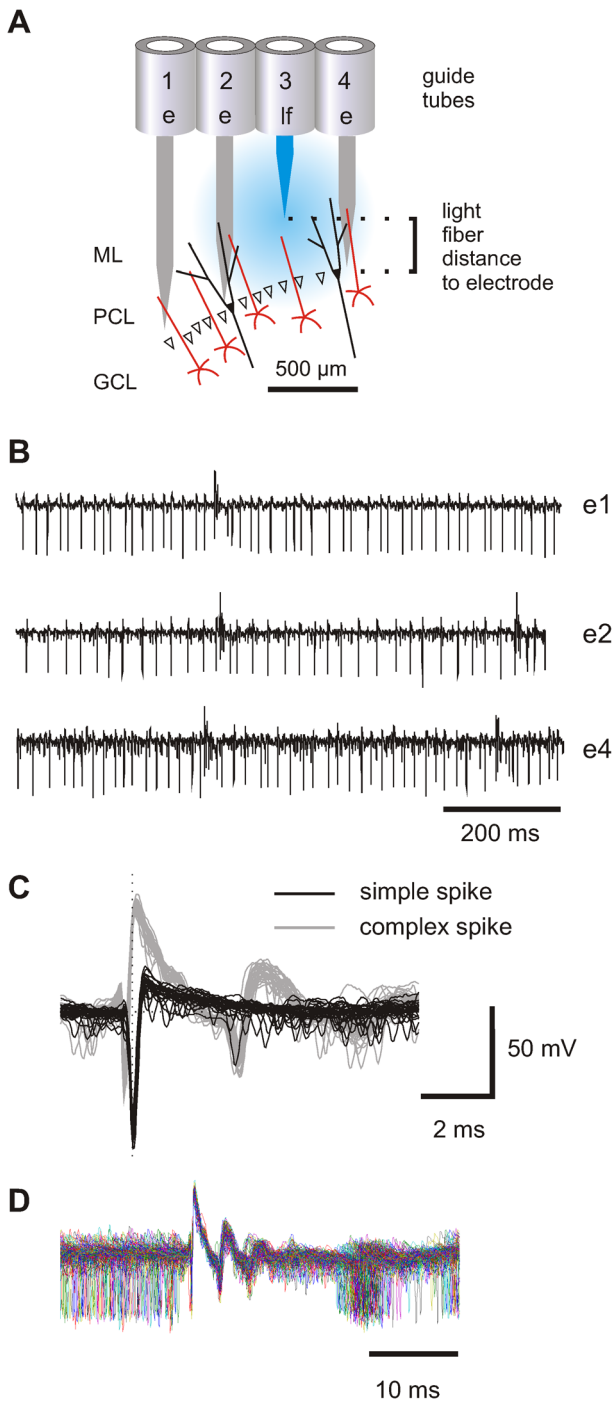 A
1 2 3 4
e e lf e
guide
tubes
light
fiber
distance
to electrode
ML
PCL
GCL
500 µm
B
e1
e2
e4
200 ms
C
simple spike
complex spike
50 mV
2 ms
D
10 ms